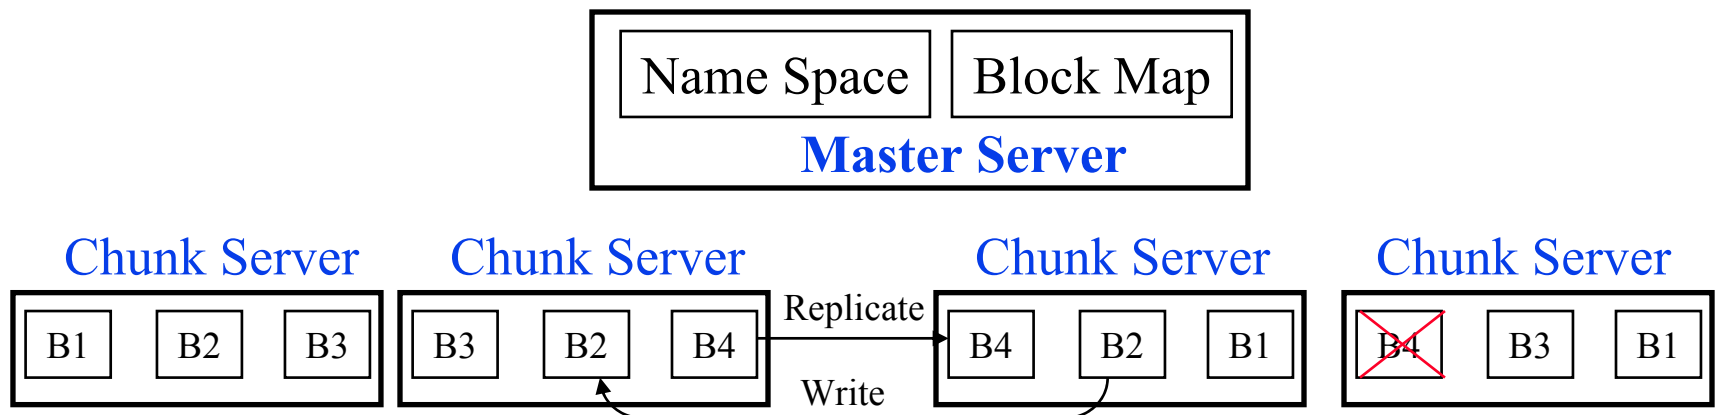 Name Space Block Map
Master Server
Chunk Server Chunk Server Chunk Server Chunk Server
Replicate
B1 B2 B3 B3 B2 B4 B4 B2 B1 B4 B3 B1
Write